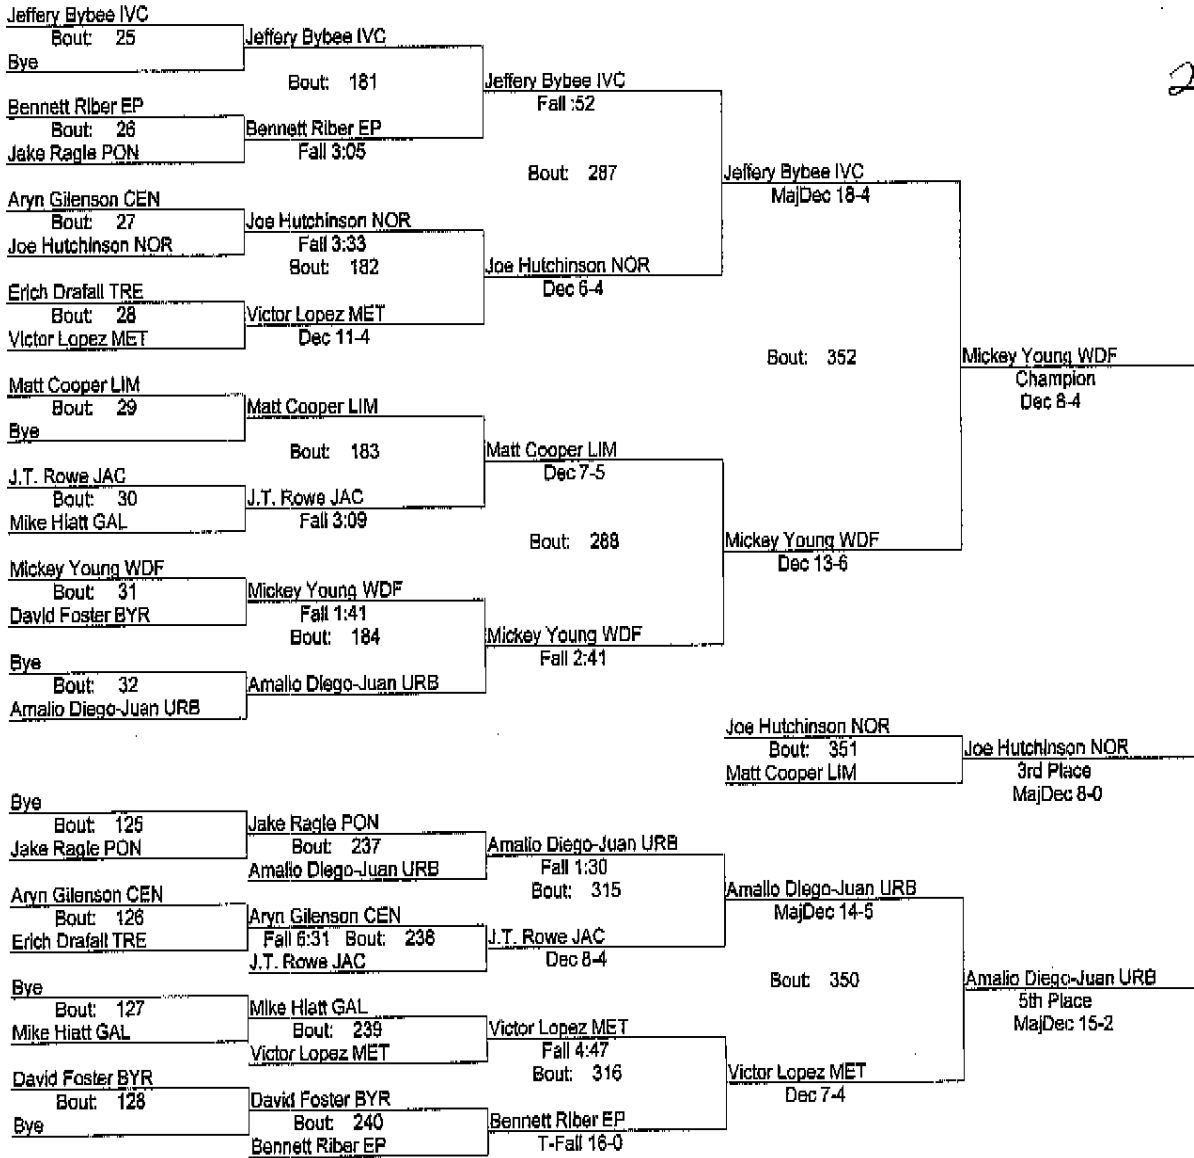 Jeffery Bybee IVC
Bout: 25
Bye
Jeffery Bybee IVC
Bout: 181
Bennett Riber EP
Bout: 26
Jake Ragle PON
Bennett Riber EP
Fall 3:05
Jeffery Bybee IVC
Fall :52
Bout: 287
Aryn Gilenson CEN
Bout: 27
Joe Hutchinson NOR
Joe Hutchinson NOR
Fall 3:33
Bout: 182
Erich Drafall TRE
Bout: 28
Victor Lopez MET
Victor Lopez MET
Dec 11-4
Joe Hutchinson NOR
Dec 6-4
Jeffery Bybee IVC
MajDec 18-4
Bout: 352
Matt Cooper LIM
Bout: 29
Bye
Matt Cooper LIM
Bout: 183
J.T. Rowe JAC
Bout: 30
Mike Hiatt GAL
J.T. Rowe JAC
Fall 3:09
Matt Cooper LIM
Dec 7-5
Bout: 288
Mickey Young WDF
Bout: 31
David Foster BYR
Mickey Young WDF
Fall 1:41
Bout: 184
Bye
Bout: 32
Amalio Diego-Juan URB
Amalio Diego-Juan URB
Mickey Young WDF
Fall 2:41
Mickey Young WDF
Dec 13-6
Mickey Young WDF
Champion
Dec 8-4
2
Joe Hutchinson NOR
Bout: 351
Matt Cooper LIM
Joe Hutchinson NOR
3rd Place
MajDec 8-0
Bye
Bout: 125
Jake Ragle PON
Jake Ragle PON
Bout: 237
Amalio Diego-Juan URB
Amalio Diego-Juan URB
Fall 1:30
Bout: 315
Aryn Gilenson CEN
Bout: 126
Erich Drafall TRE
Aryn Gilenson CEN
Fall 5:31 Bout: 238
J.T. Rowe JAC
J.T. Rowe JAC
Dec 8-4
Amalio Diego-Juan URB
MajDec 14-5
Bout: 350
Bye
Bout: 127
Mike Hiatt GAL
Mike Hiatt GAL
Bout: 239
Victor Lopez MET
Victor Lopez MET
Fall 4:47
Bout: 316
David Foster BYR
Bout: 128
Bye
David Foster BYR
Bout: 240
Bennett Riber EP
Bennett Riber EP
T-Fall 16-0
Victor Lopez MET
Dec 7-4
Amalio Diego-Juan URB
5th Place
MajDec 15-2